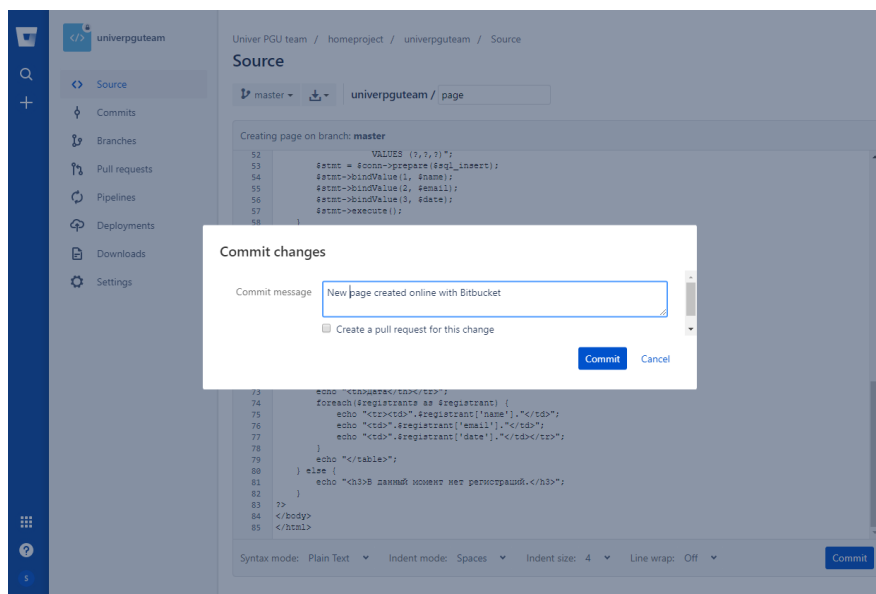 univerpguteam
Source
Commits
Branches
Pull requests
Pipelines
Deployments
Downloads
Settings
S
Univer PGU team / homeproject / univerpguteam / Source
Source
master
univerpguteam / page
Creating page on branch: master
52 VALUES (?,?,?)";
53 $stmt = $conn->prepare($sql_insert);
54 $stmt->bindValue(1, $name);
55 $stmt->bindValue(2, $email);
56 $stmt->bindValue(3, $date);
57 $stmt->execute();
58 }
Commit changes
Commit message New page created online with Bitbucket
Create a pull request for this change
Commit Cancel
73 echo "<th>Дата</th></tr>";
74 foreach($registrants as $registrant) {
75 echo "<tr><td>".$registrant['name']."</td>";
76 echo "<td>".$registrant['email']."</td>";
77 echo "<td>".$registrant['date']."</td></tr>";
78 }
79 echo "</table>";
80 } else {
81 echo "<h3>В данный момент нет регистраций.</h3>";
82 }
83 ?>
84 </body>
85 </html>
Syntax mode: Plain Text Indent mode: Spaces Indent size: 4 Line wrap: Off Commit